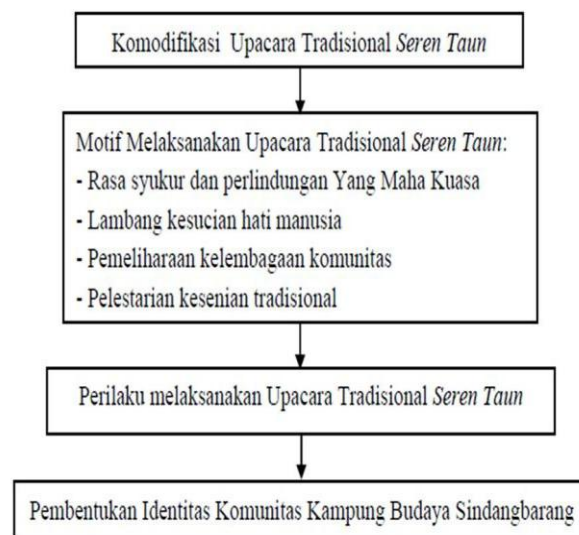 Komodifikasi Upacara Tradisional Seren Taun
Motif Melaksanakan Upacara Tradisional Seren Taun:
- Rasa syukur dan perlindungan Yang Maha Kuasa
- Lambang kesucian hati manusia
- Pemeliharaan kelembagaan komunitas
- Pelestarian kesenian tradisional
Perilaku melaksanakan Upacara Tradisional Seren Taun
Pembentukan Identitas Komunitas Kampung Budaya Sindangbarang